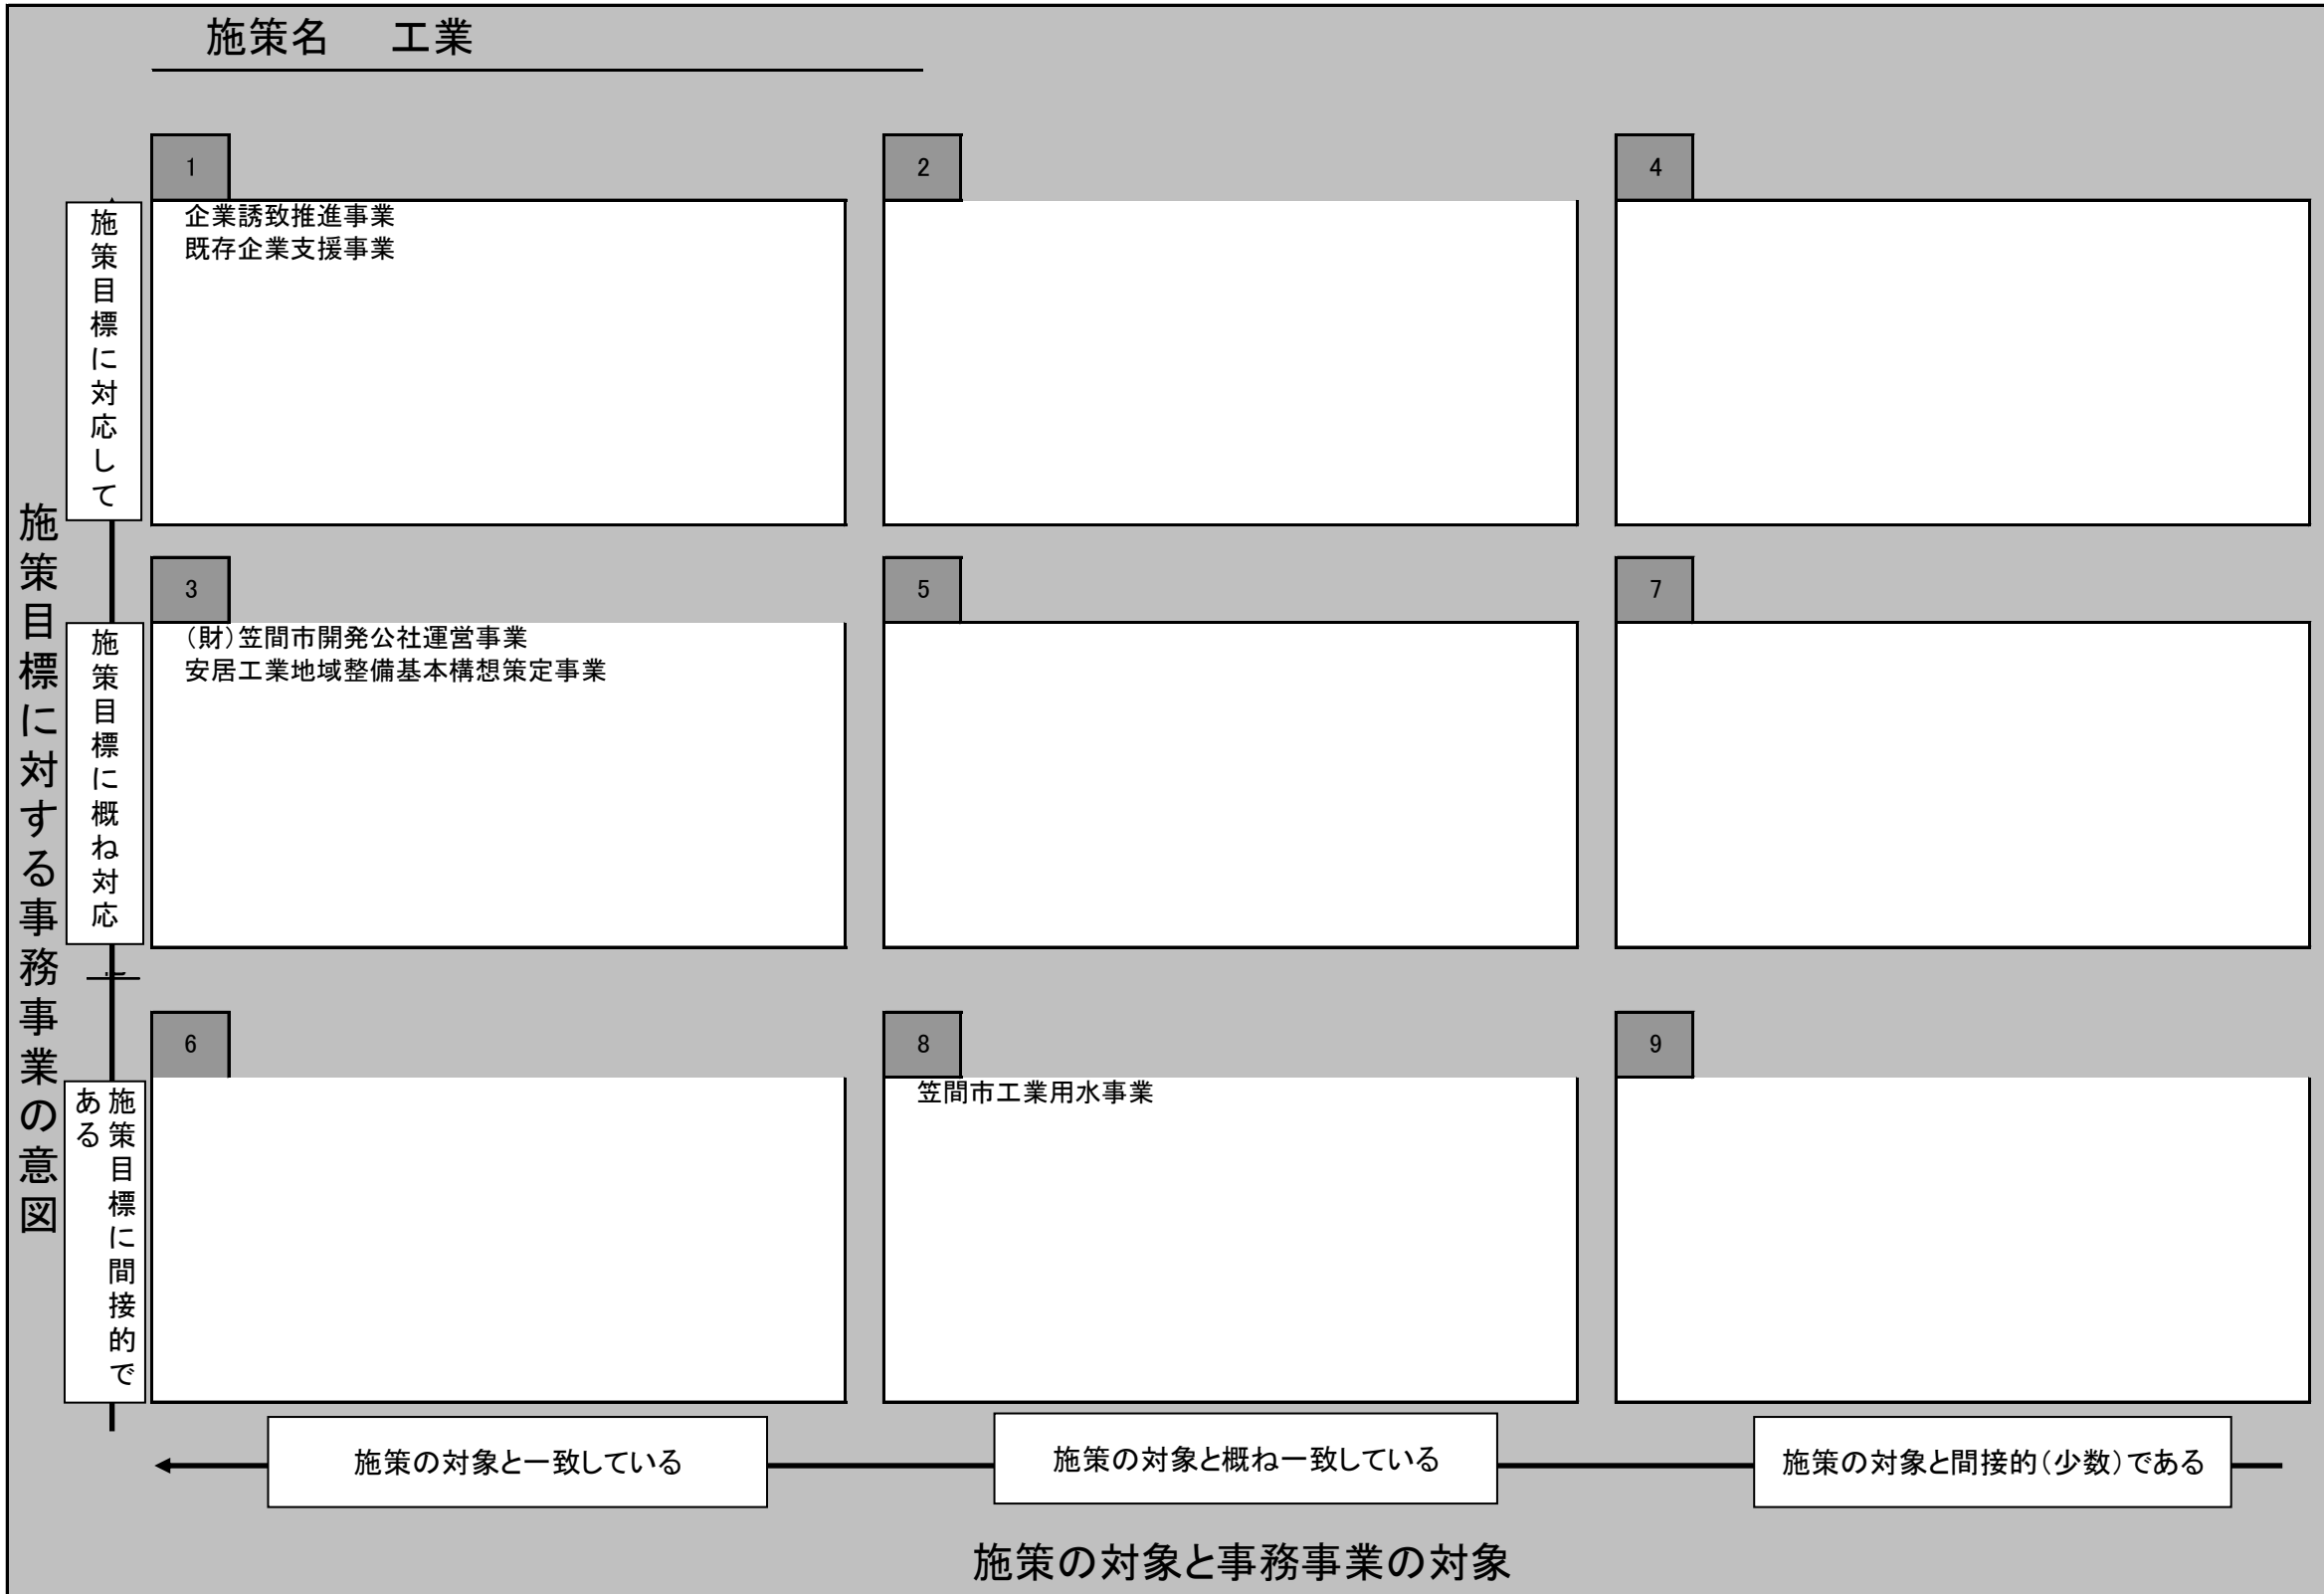 施策名 工業
1
2
4
企業誘致推進事業
既存企業支援事業
施策目標に対応して
施策目標に対する事務事業の意図
3
5
7
(財)笠間市開発公社運営事業
安居工業地域整備基本構想策定事業
施策目標に概ね対応
6
8
9
笠間市工業用水事業
施策目標に間接的で
ある
施策の対象と一致している
施策の対象と概ね一致している
施策の対象と間接的(少数)である
施策の対象と事務事業の対象